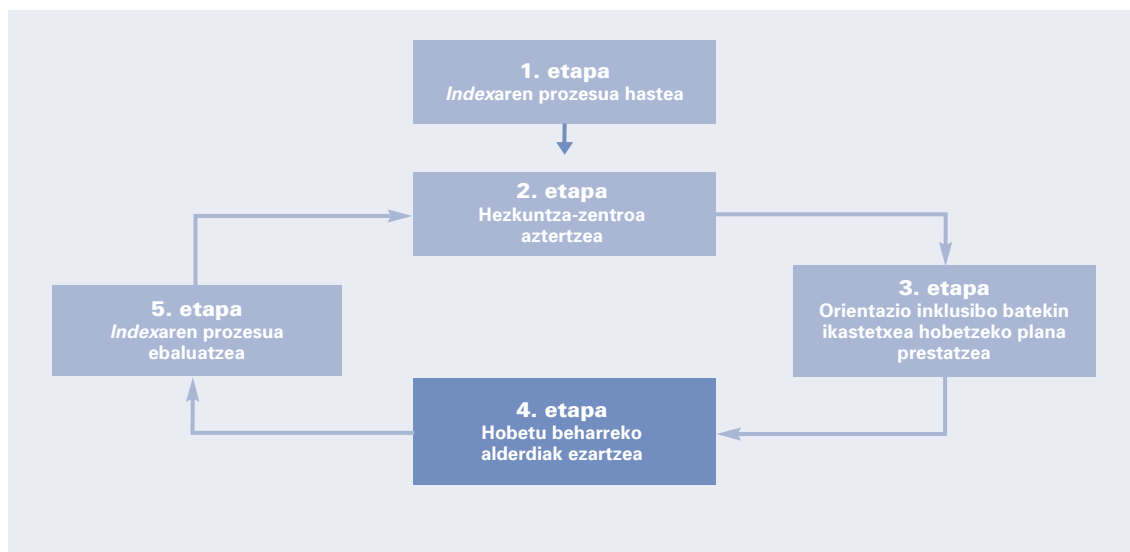 1. etapa
Indexaren prozesua hastea
2. etapa
Hezkuntza-zentroa
aztertzea
3. etapa
Orientazio inklusibo batekin
ikastetxea hobetzeko plana
prestatzea
4. etapa
Hobetu beharreko
alderdiak ezartzea
5. etapa
Indexaren prozesua
ebaluatzea